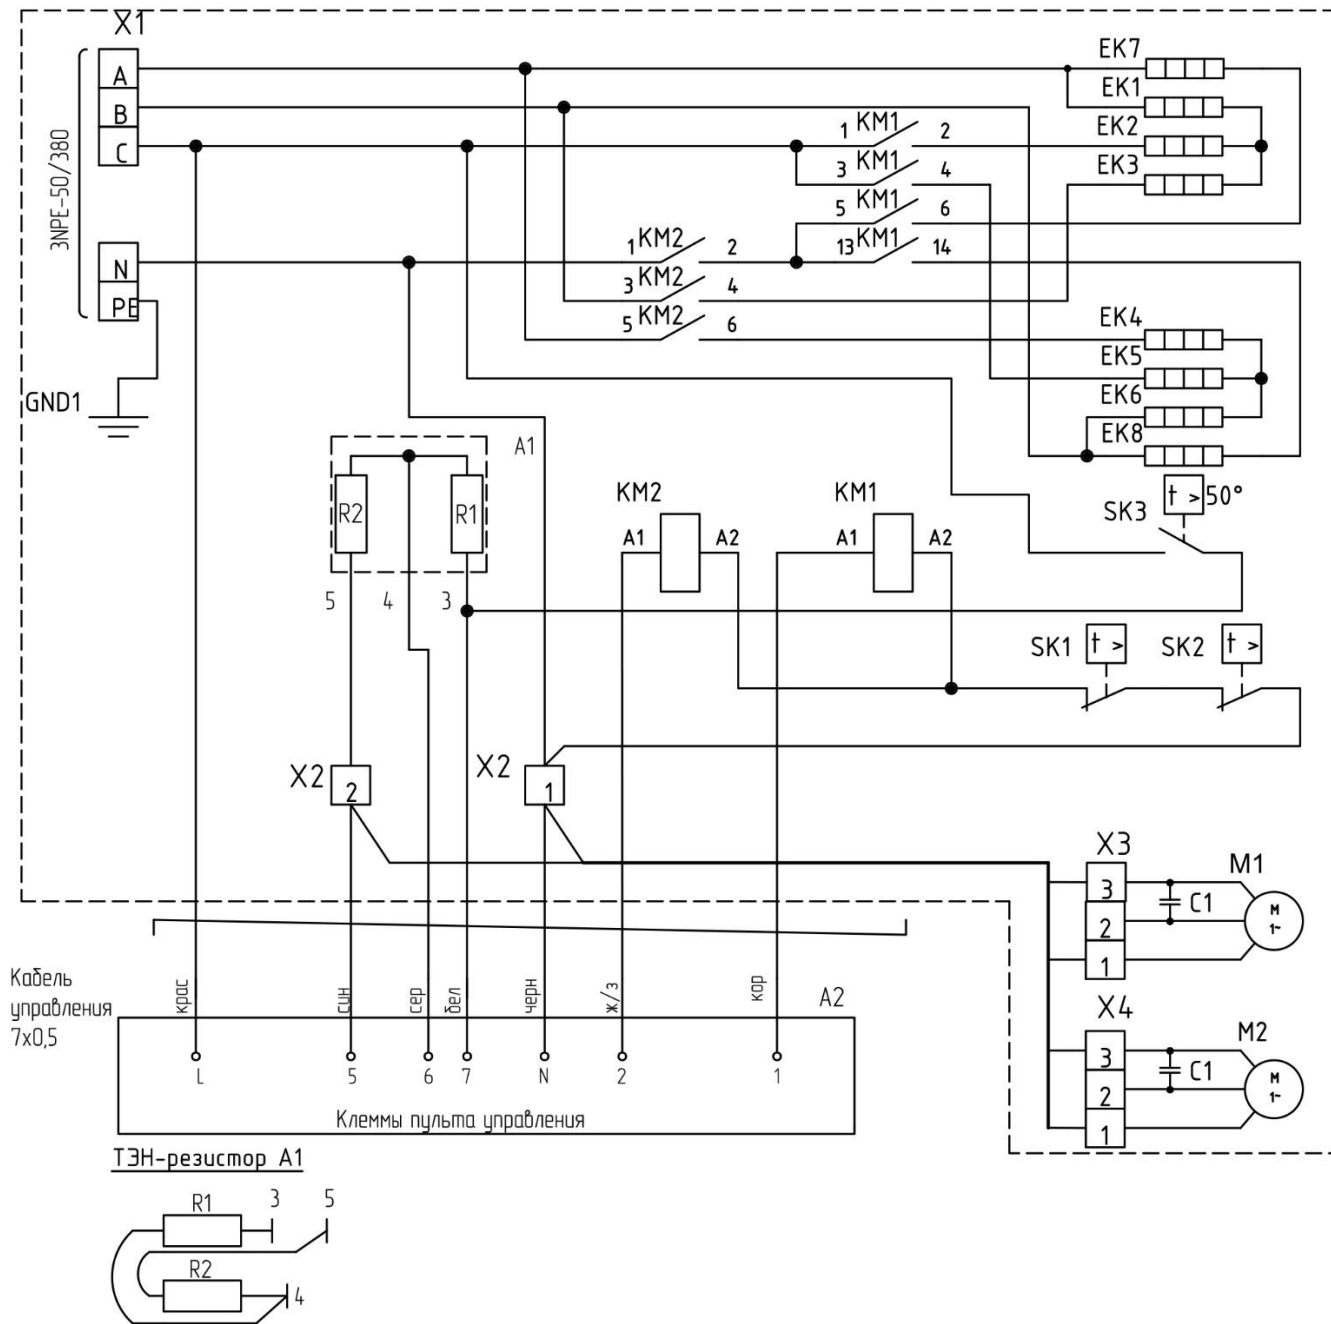 X1
A
B
C
N
PE
3NPE-50/380
GND1
EK7
EK1
EK2
EK3
1 KM1 2
3 KM1 4
5 KM1 6
13 KM1 14
1 KM2 2
3 KM2 4
5 KM2 6
EK4
EK5
EK6
EK8
A1
R2
R1
5
4
3
KM2
A1
A2
KM1
A1
A2
SK3
t >
50°
SK1
t >
SK2
t >
X2
2
X2
1
X3
3
2
1
C1
M1
M
1~
X4
3
2
1
C1
M2
M
1~
Кабель
управления
7x0,5
крас
син
сер
бел
черн
ж/з
кор
A2
L
5
6
7
N
2
1
Клеммы пульта управления
ТЭН-резистор А1
R1
3
5
R2
4